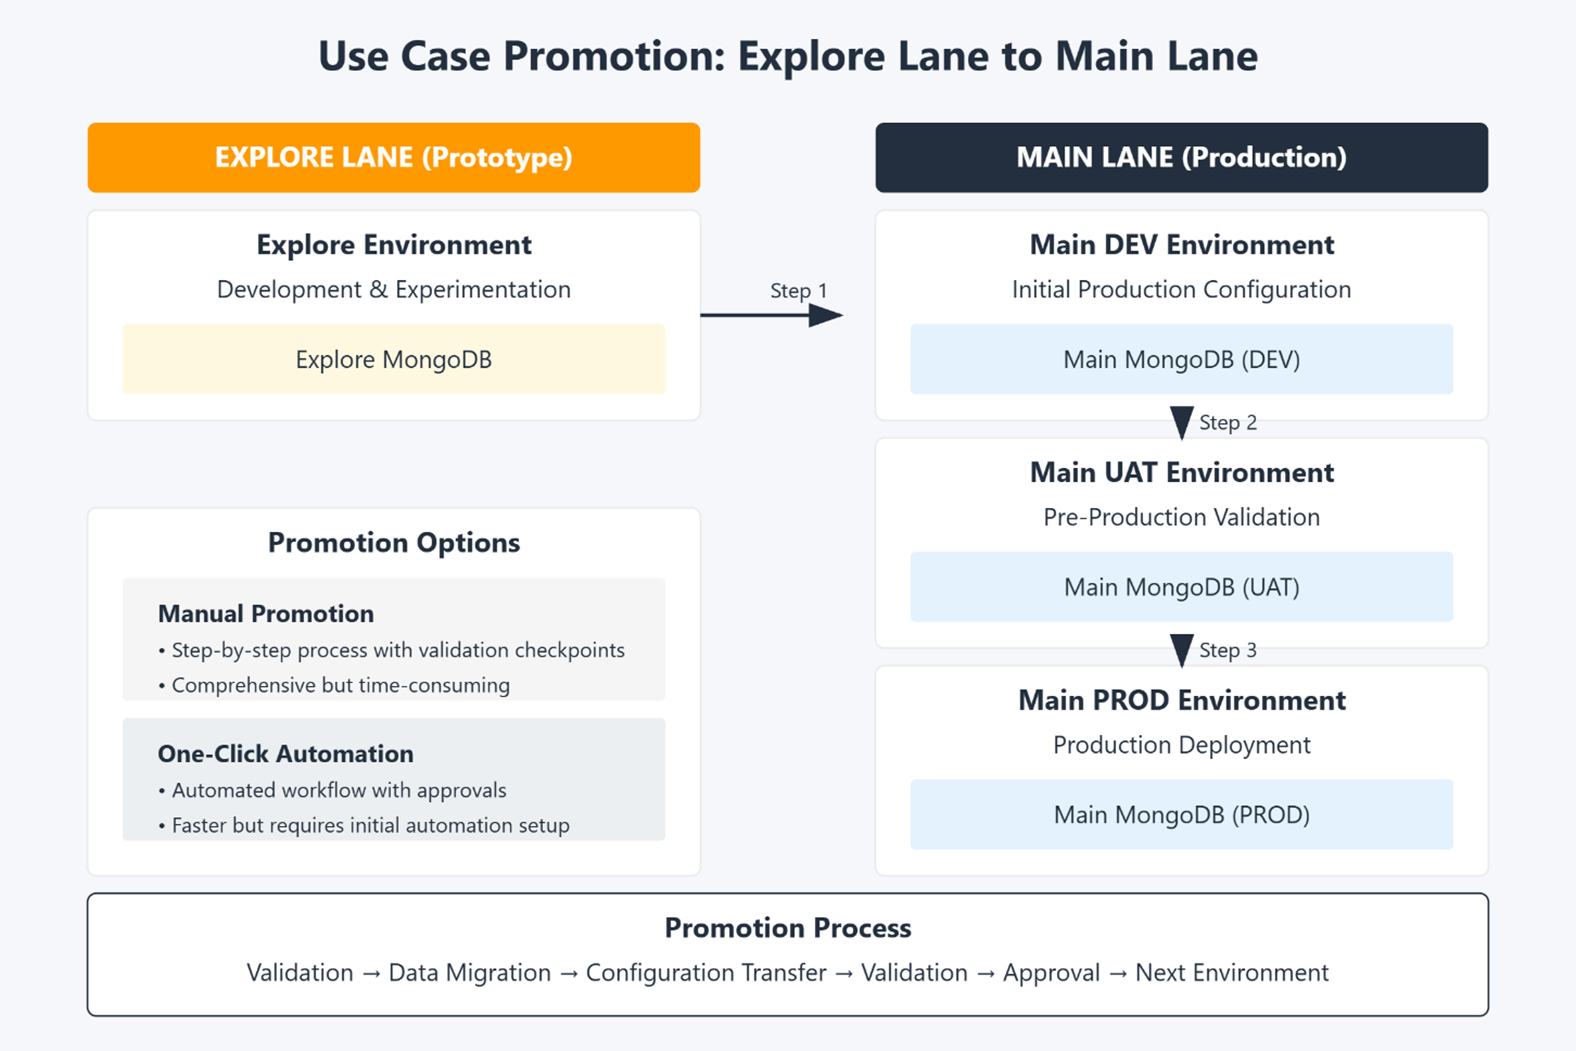 Use Case Promotion: Explore Lane to Main Lane
EXPLORE LANE (Prototype)
Explore Environment
Development & Experimentation
Explore MongoDB
Step 1
MAIN LANE (Production)
Main DEV Environment
Initial Production Configuration
Main MongoDB (DEV)
Step 2
Main UAT Environment
Pre-Production Validation
Main MongoDB (UAT)
Step 3
Main PROD Environment
Production Deployment
Main MongoDB (PROD)
Promotion Options
Manual Promotion
• Step-by-step process with validation checkpoints
• Comprehensive but time-consuming
One-Click Automation
• Automated workflow with approvals
• Faster but requires initial automation setup
Promotion Process
Validation → Data Migration → Configuration Transfer → Validation → Approval → Next Environment